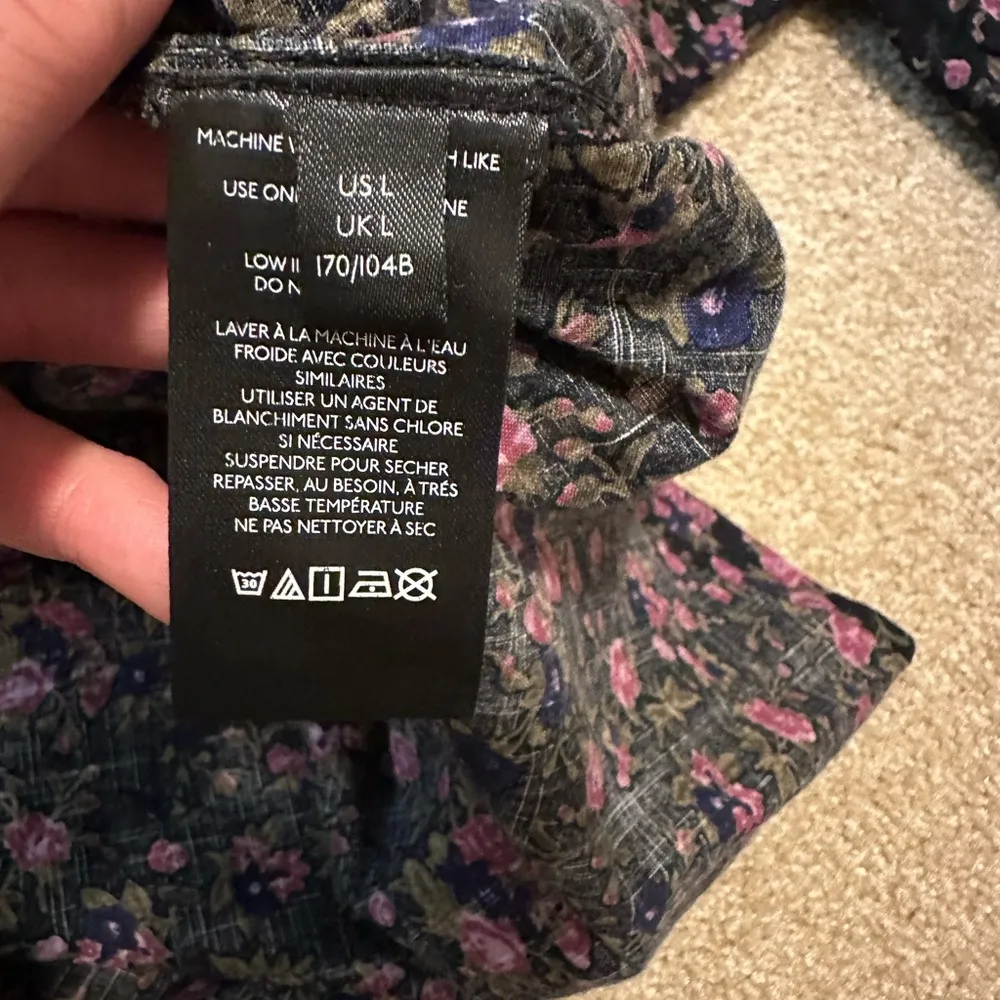 MACHINE
H LIKE
US L
USE ON
NE
UK L
LOW
170/104B
DO N
LAVER À LA MACHINE À L'EAU
FROIDE AVEC COULEURS
SIMILAIRES
UTILISER UN AGENT DE
BLANCHIMENT SANS CHLORE
SI NÉCESSAIRE
SUSPENDRE POUR SECHER
REPASSER, AU BESOIN, À TRÉS
BASSE TEMPÉRATURE
NE PAS NETTOYER À SEC
30